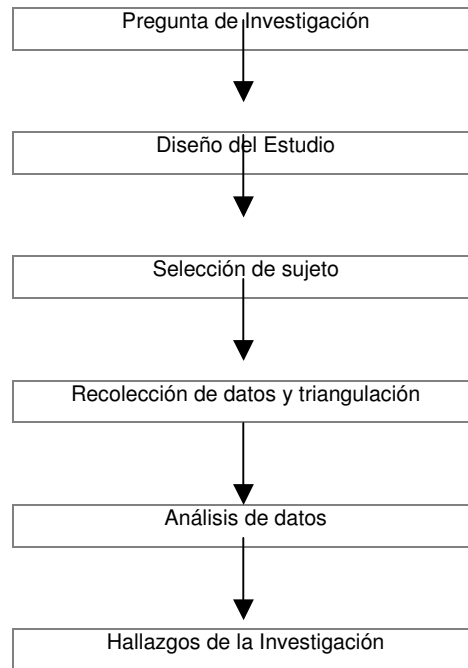 Pregunta de Investigación
Diseño del Estudio
Selección de sujeto
Recolección de datos y triangulación
Análisis de datos
Hallazgos de la Investigación